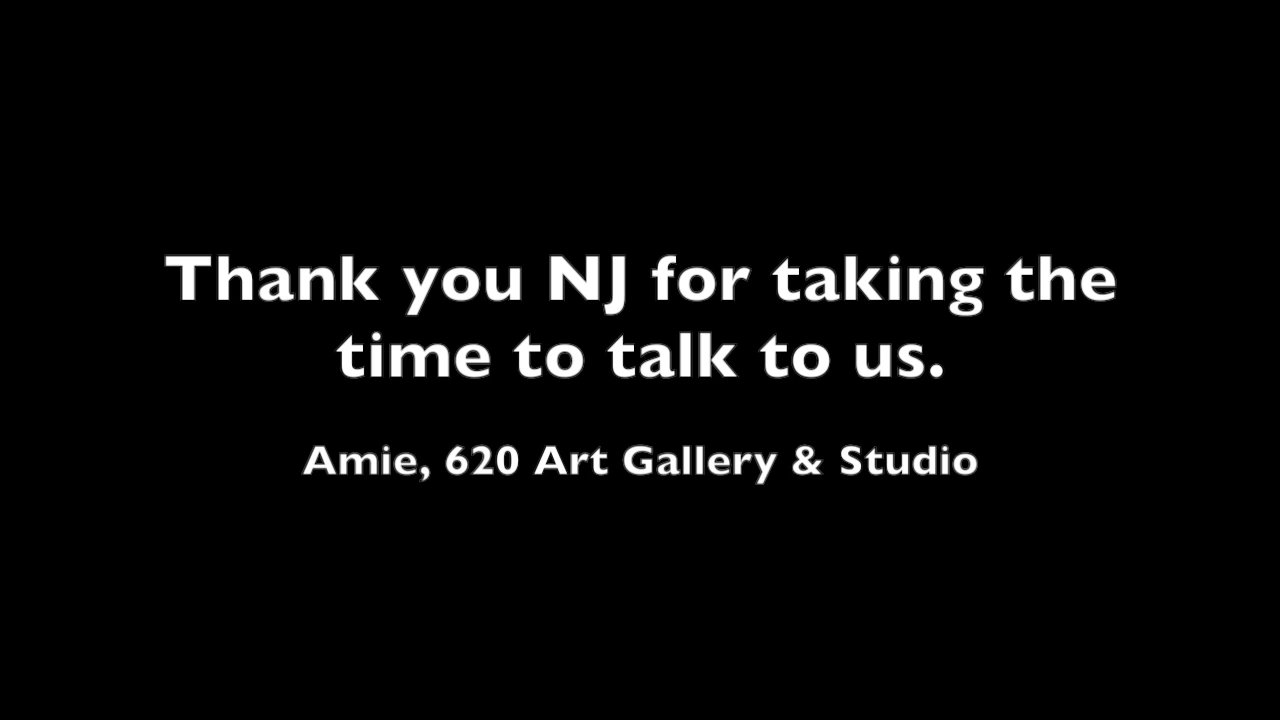 Thank you NJ for taking the
time to talk to us.
Amie, 620 Art Gallery & Studio